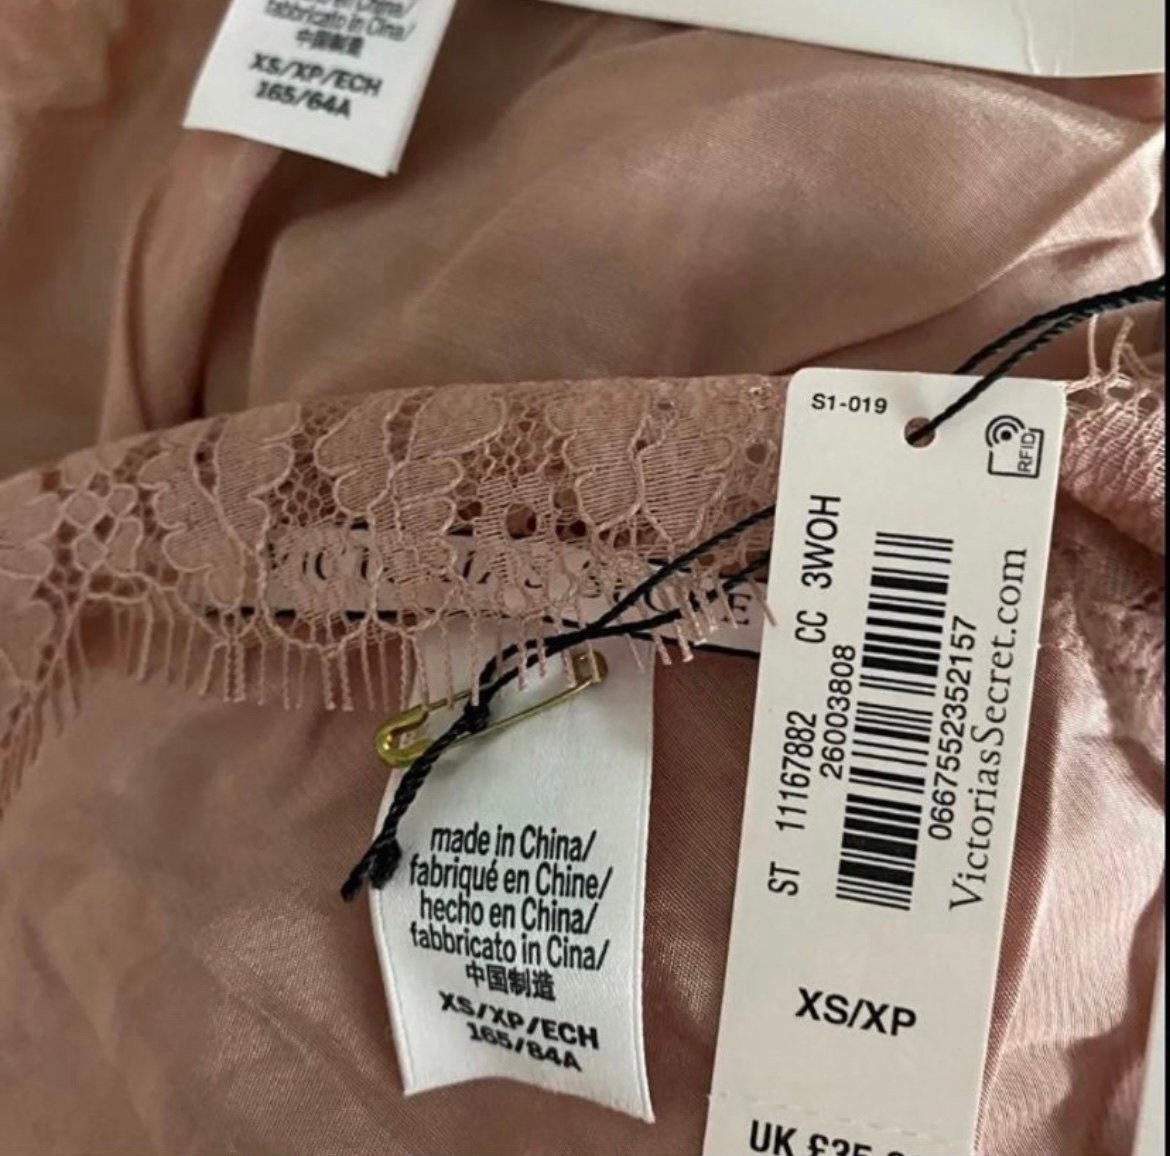 fabbricato in Cina/
中国制造
XS/XP/ECH
165/64A
S1-019
RFID
ST 11167882 CC 3WOH
26003808
0667552352157
VictoriasSecret.com
XS/XP
UK £35
made in China/
fabriqué en Chine/
hecho en China/
fabbricato in Cina/
中国制造
XS/XP/ECH
165/84A